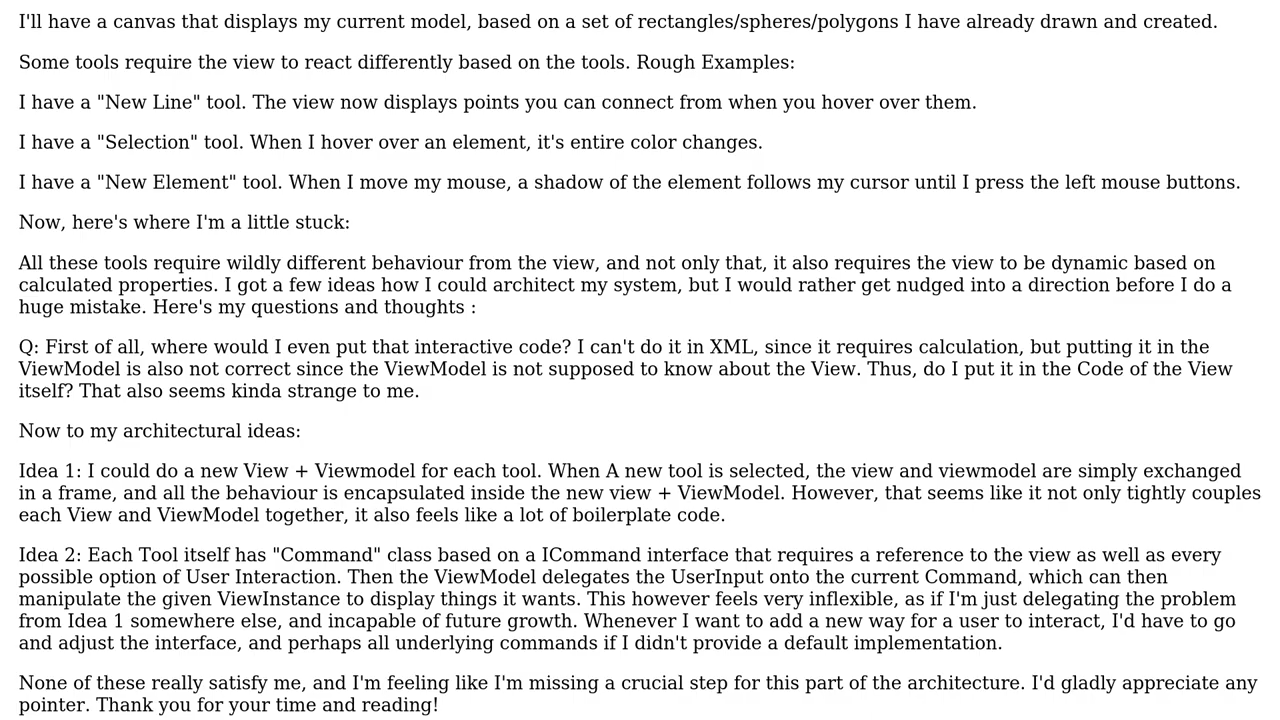 I'll have a canvas that displays my current model, based on a set of rectangles/spheres/polygons I have already drawn and created.
Some tools require the view to react differently based on the tools. Rough Examples:
I have a "New Line" tool. The view now displays points you can connect from when you hover over them.
I have a "Selection" tool. When I hover over an element, it's entire color changes.
I have a "New Element" tool. When I move my mouse, a shadow of the element follows my cursor until I press the left mouse buttons.
Now, here's where I'm a little stuck:
All these tools require wildly different behaviour from the view, and not only that, it also requires the view to be dynamic based on
calculated properties. I got a few ideas how I could architect my system, but I would rather get nudged into a direction before I do a
huge mistake. Here's my questions and thoughts :
Q: First of all, where would I even put that interactive code? I can't do it in XML, since it requires calculation, but putting it in the
ViewModel is also not correct since the ViewModel is not supposed to know about the View. Thus, do I put it in the Code of the View
itself? That also seems kinda strange to me.
Now to my architectural ideas:
Idea 1: I could do a new View + Viewmodel for each tool. When A new tool is selected, the view and viewmodel are simply exchanged
in a frame, and all the behaviour is encapsulated inside the new view + ViewModel. However, that seems like it not only tightly couples
each View and ViewModel together, it also feels like a lot of boilerplate code.
Idea 2: Each Tool itself has "Command" class based on a ICommand interface that requires a reference to the view as well as every
possible option of User Interaction. Then the ViewModel delegates the UserInput onto the current Command, which can then
manipulate the given ViewInstance to display things it wants. This however feels very inflexible, as if I'm just delegating the problem
from Idea 1 somewhere else, and incapable of future growth. Whenever I want to add a new way for a user to interact, I'd have to go
and adjust the interface, and perhaps all underlying commands if I didn't provide a default implementation.
None of these really satisfy me, and I'm feeling like I'm missing a crucial step for this part of the architecture. I'd gladly appreciate any
pointer. Thank you for your time and reading!